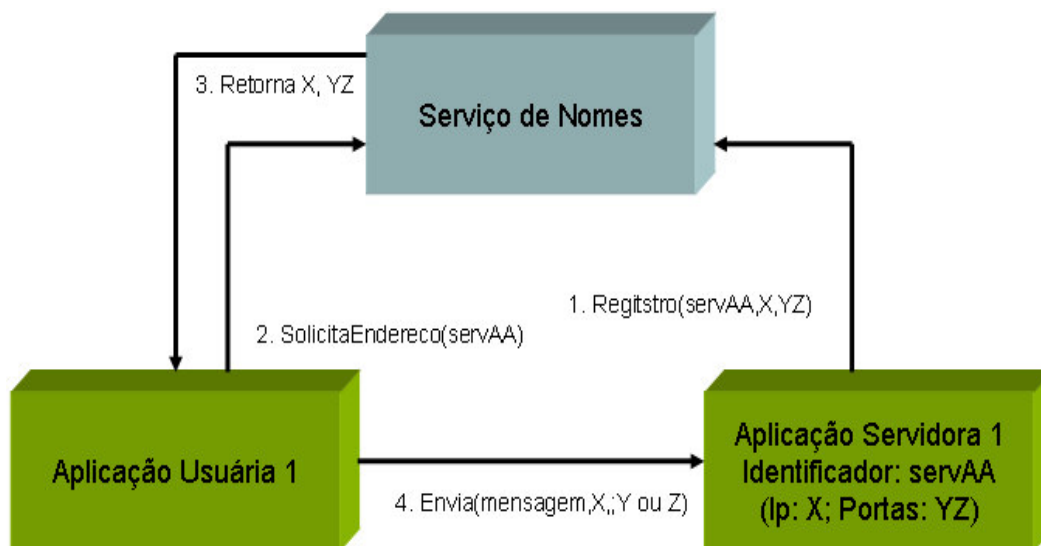 3. Retorna X, YZ
Serviço de Nomes
1. Regitstro(servAA,X,YZ)
2. SolicitaEndereco(servAA)
Aplicação Usuária 1
Aplicação Servidora 1
Identificador: servAA
(Ip: X; Portas: YZ)
4. Envia(mensagem,X,;Y ou Z)